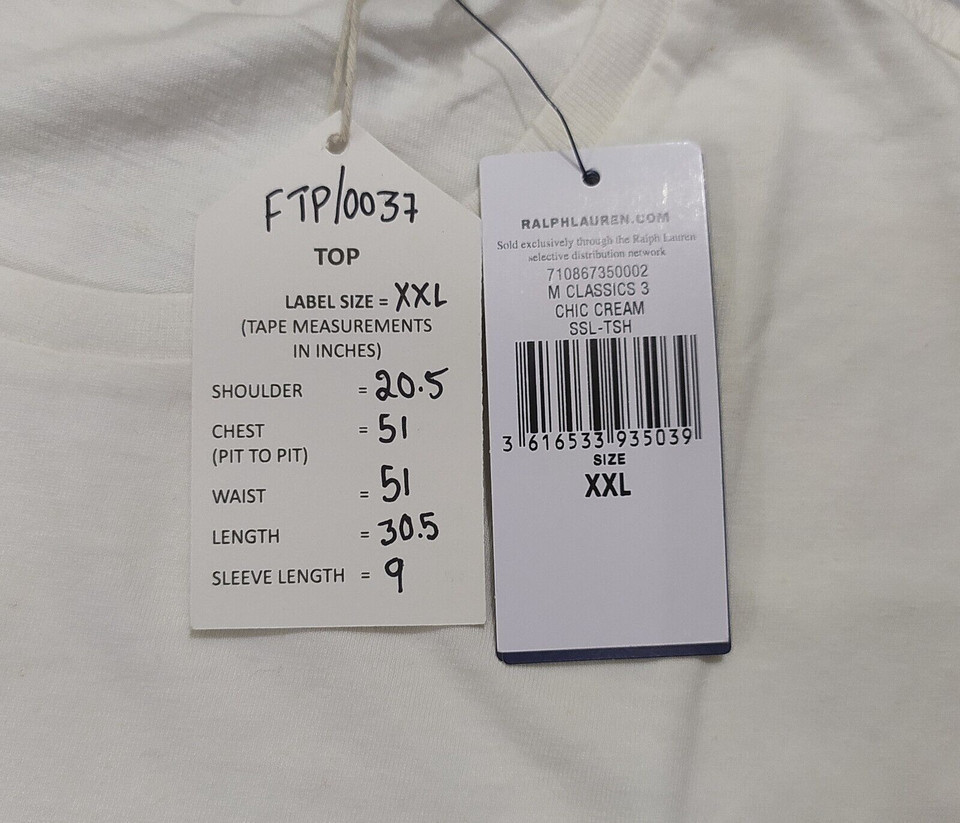 FTP/0037
TOP
LABEL SIZE = XXL
(TAPE MEASUREMENTS
IN INCHES)
SHOULDER = 20.5
CHEST = 51
(PIT TO PIT)
WAIST = 51
LENGTH = 30.5
SLEEVE LENGTH = 9
RALPHLAUREN.COM
Sold exclusively through the Ralph Lauren
selective distribution network
710867350002
M CLASSICS 3
CHIC CREAM
SSL-TSH
3 616533 935039
SIZE
XXL